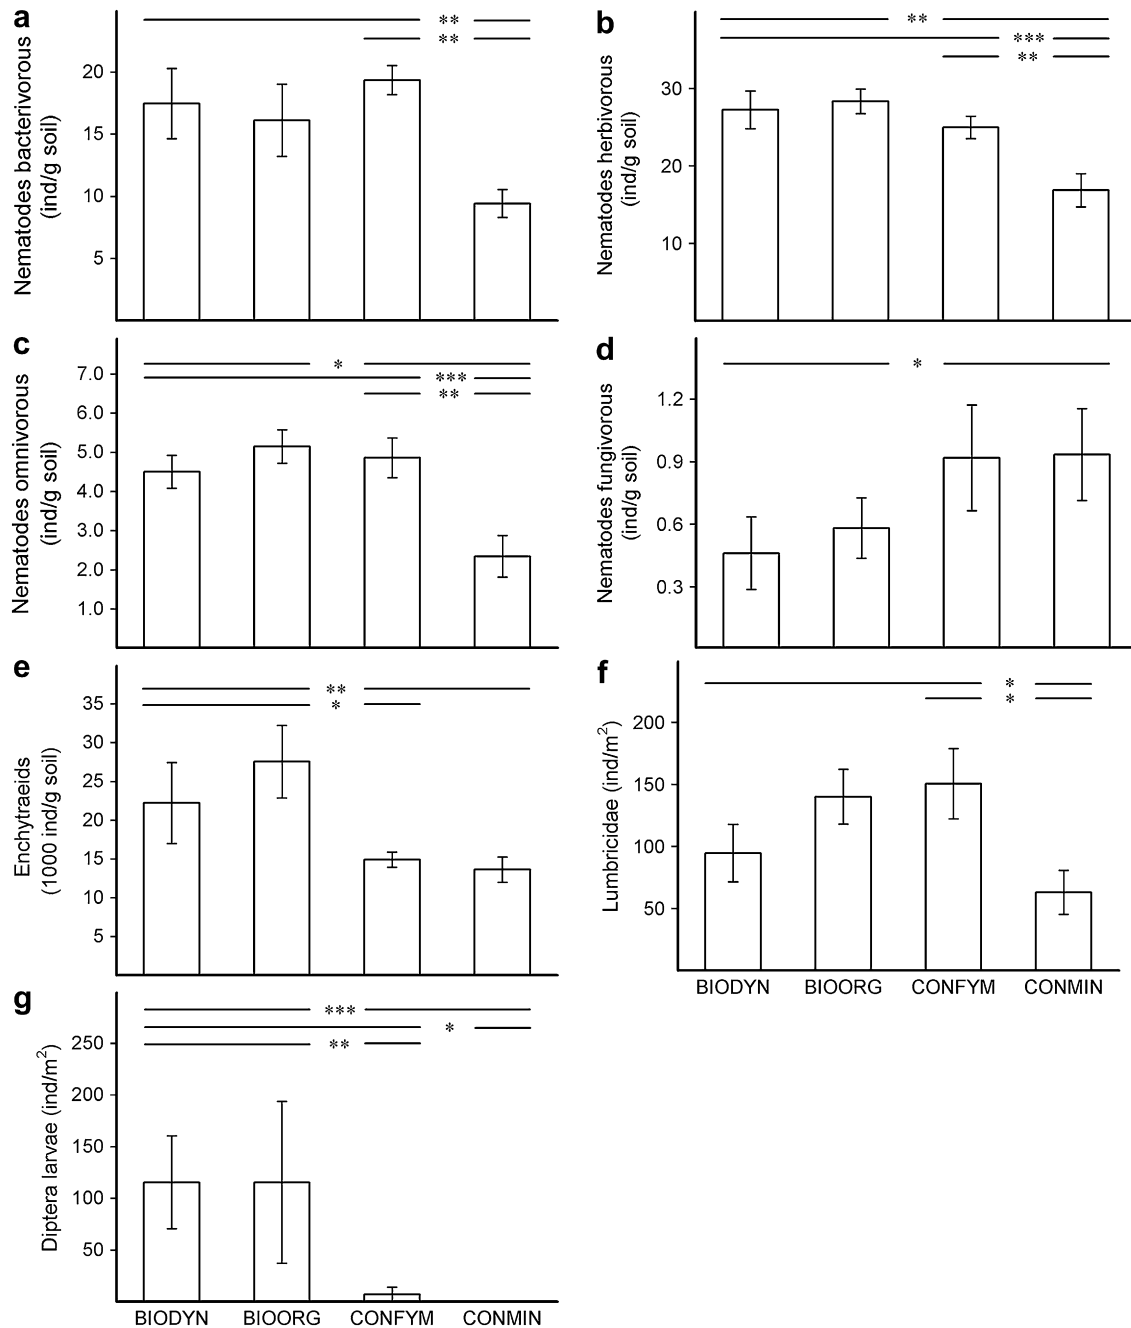 a
** 
**
Nematodes bacterivorous
(ind/g soil)
20
15
10
5
b
**
***
**
Nematodes herbivorous
(ind/g soil)
30
20
10
c
*
***
**
Nematodes omnivorous
(ind/g soil)
7.0
6.0
5.0
4.0
3.0
2.0
1.0
d
*
Nematodes fungivorous
(ind/g soil)
1.2
0.9
0.6
0.3
e
**
*
Enchytraeids
(1000 ind/g soil)
35
30
25
20
15
10
5
f
*
*
Lumbricidae (ind/m²)
200
150
100
50
BIODYN BIOORG CONFYM CONMIN
g
***
*
**
Diptera larvae (ind/m²)
250
200
150
100
50
BIODYN BIOORG CONFYM CONMIN